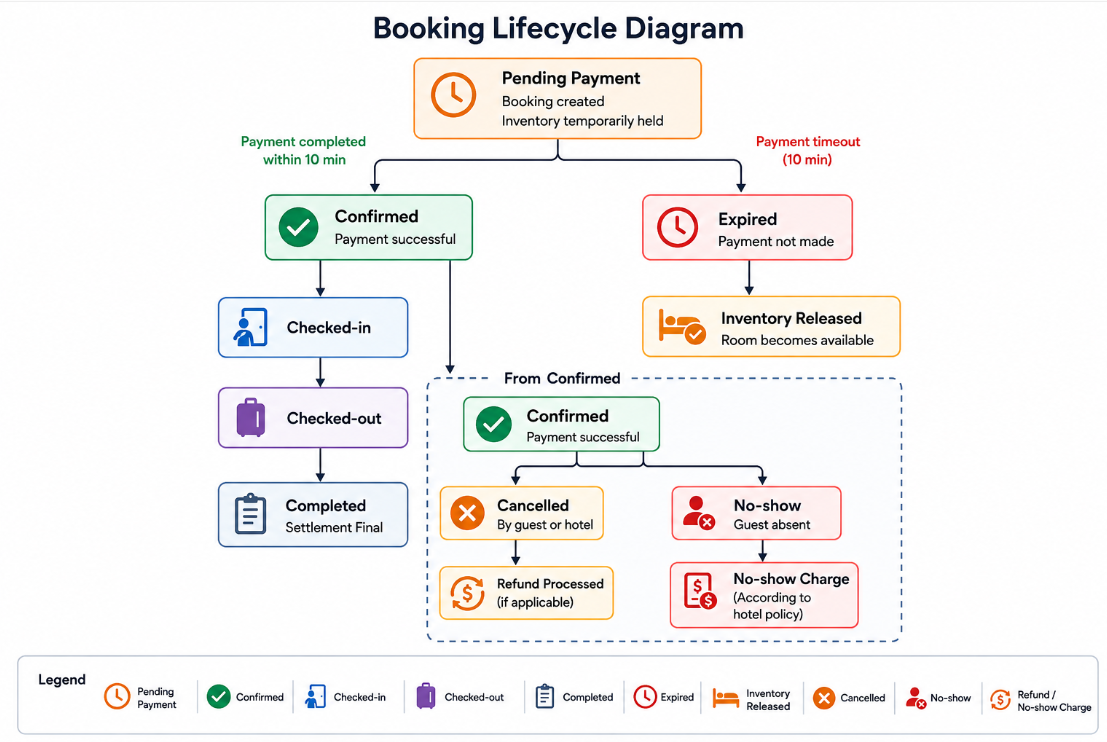 Booking Lifecycle Diagram
Pending Payment
Booking created
Inventory temporarily held
Payment completed
within 10 min
Payment timeout
(10 min)
Confirmed
Payment successful
Expired
Payment not made
Checked-in
Inventory Released
Room becomes available
Checked-out
Completed
Settlement Final
From Confirmed
Confirmed
Payment successful
Cancelled
By guest or hotel
No-show
Guest absent
Refund Processed
(if applicable)
No-show Charge
(According to
hotel policy)
Legend
Pending
Payment
Confirmed
Checked-in
Checked-out
Completed
Expired
Inventory
Released
Cancelled
No-show
Refund /
No-show Charge